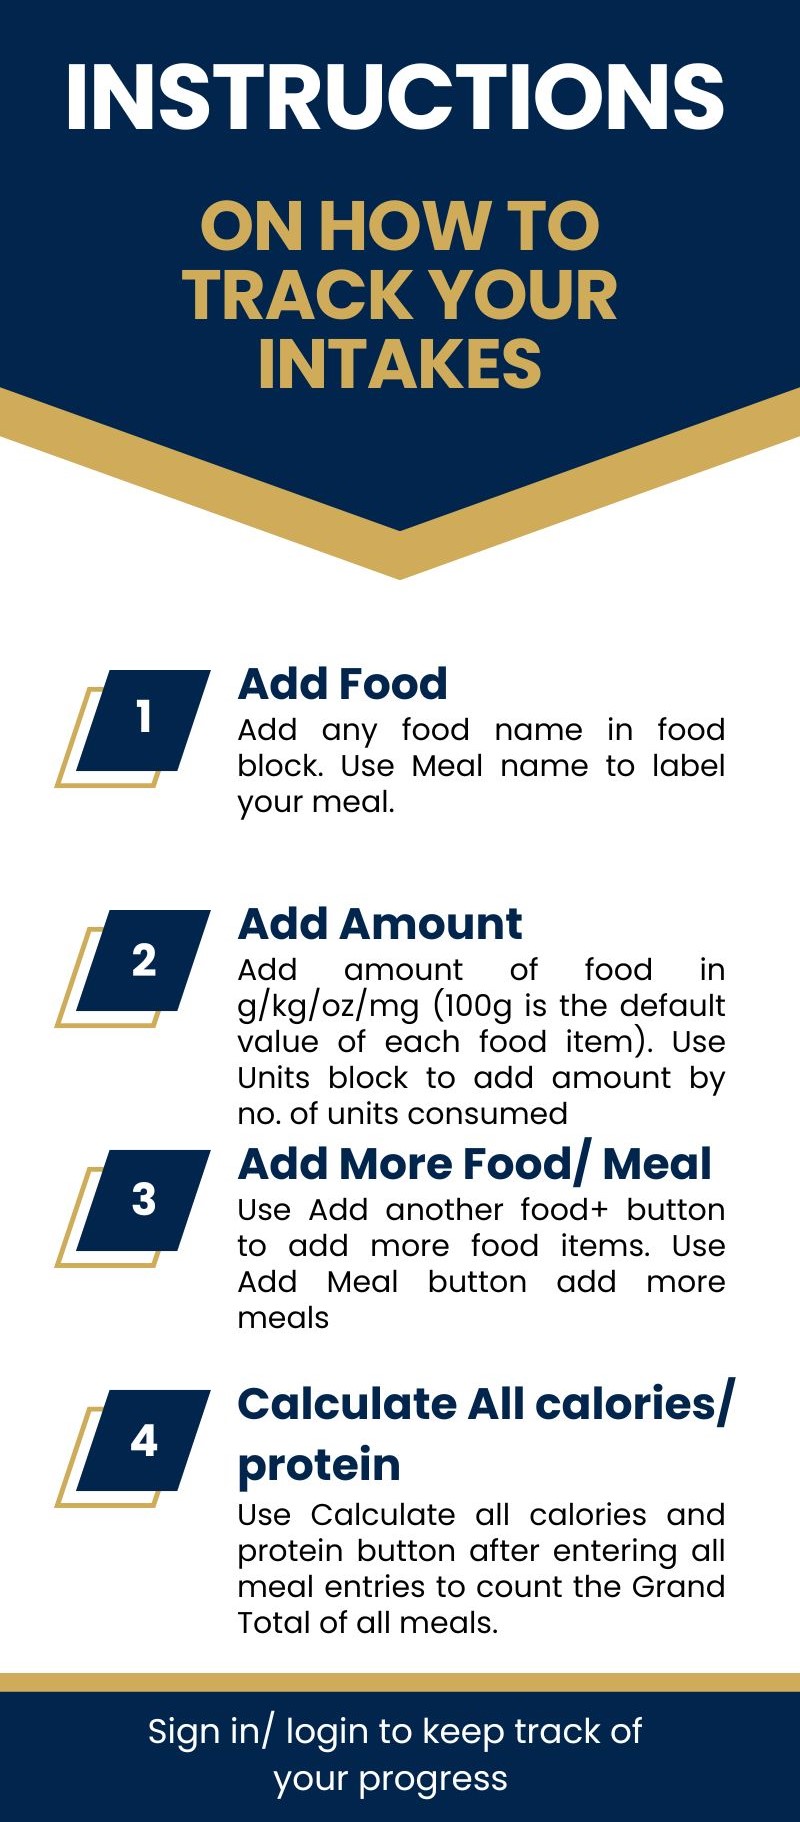 INSTRUCTIONS
ON HOW TO
TRACK YOUR
INTAKES
1
Add Food
Add any food name in food
block. Use Meal name to label
your meal.
2
Add Amount
Add amount of food in
g/kg/oz/mg (100g is the default
value of each food item). Use
Units block to add amount by
no. of units consumed
3
Add More Food/ Meal
Use Add another food+ button
to add more food items. Use
Add Meal button add more
meals
4
Calculate All calories/
protein
Use Calculate all calories and
protein button after entering all
meal entries to count the Grand
Total of all meals.
Sign in/ login to keep track of
your progress